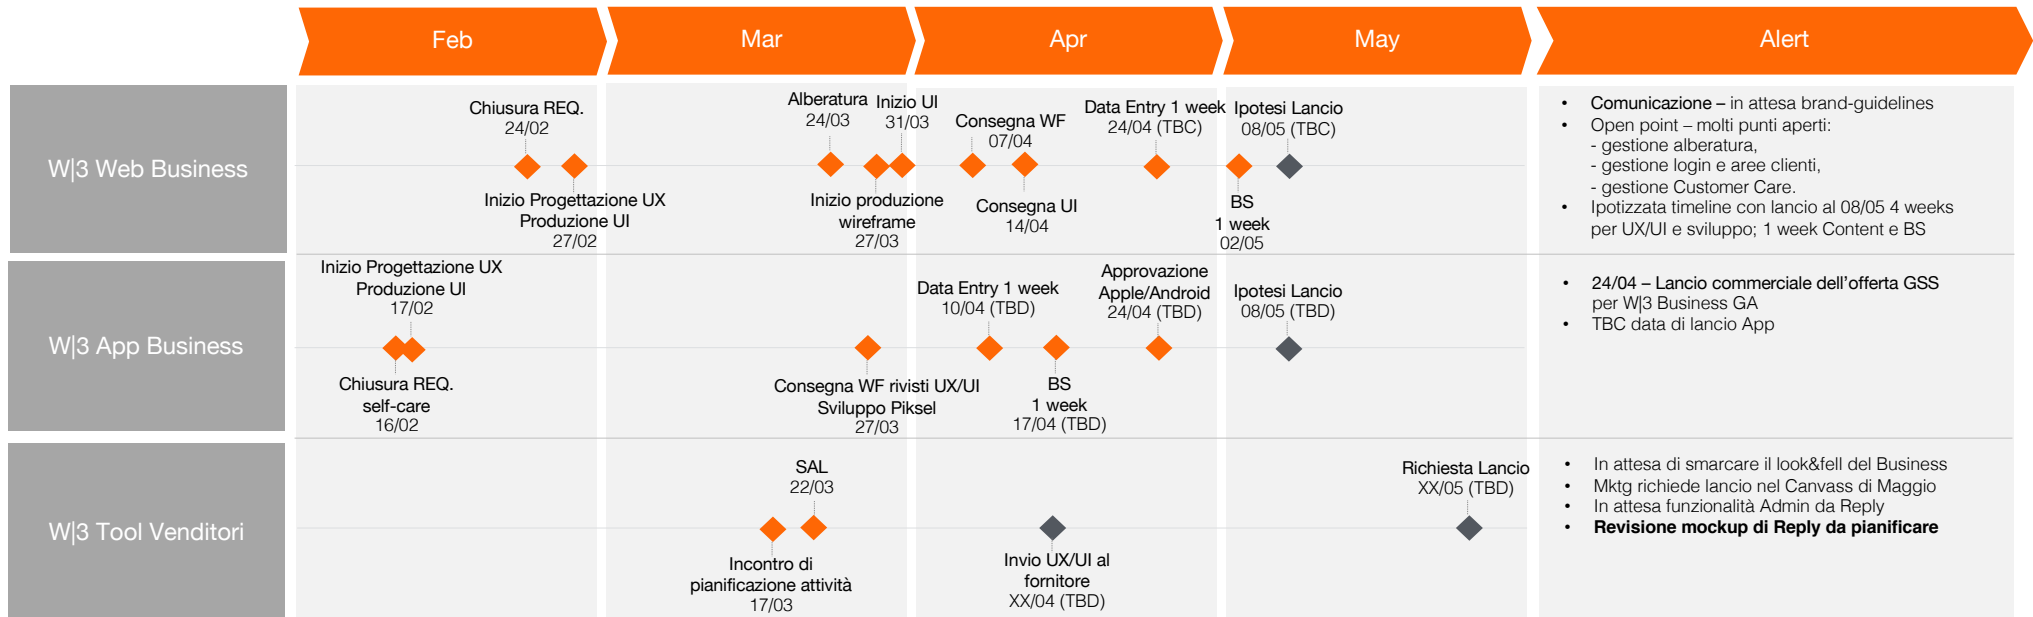 Feb
Mar
Apr
May
Alert
W|3 Web Business
Chiusura REQ.
24/02
Inizio Progettazione UX
Produzione UI
27/02
Alberatura
24/03
Inizio UI
31/03
Inizio produzione
wireframe
27/03
Consegna WF
07/04
Consegna UI
14/04
Data Entry 1 week
24/04 (TBC)
BS
1 week
02/05
Ipotesi Lancio
08/05 (TBC)
• Comunicazione – in attesa brand-guidelines
• Open point – molti punti aperti:
- gestione alberatura,
- gestione login e aree clienti,
- gestione Customer Care.
• Ipotizzata timeline con lancio al 08/05 4 weeks
per UX/UI e sviluppo; 1 week Content e BS
W|3 App Business
Inizio Progettazione UX
Produzione UI
17/02
Chiusura REQ.
self-care
16/02
Consegna WF rivisti UX/UI
Sviluppo Piksel
27/03
Data Entry 1 week
10/04 (TBD)
BS
1 week
17/04 (TBD)
Approvazione
Apple/Android
24/04 (TBD)
Ipotesi Lancio
08/05 (TBD)
• 24/04 – Lancio commerciale dell'offerta GSS
per W|3 Business GA
• TBC data di lancio App
W|3 Tool Venditori
Incontro di
pianificazione attività
17/03
SAL
22/03
Invio UX/UI al
fornitore
XX/04 (TBD)
Richiesta Lancio
XX/05 (TBD)
• In attesa di smarcare il look&fell del Business
• Mktg richiede lancio nel Canvass di Maggio
• In attesa funzionalità Admin da Reply
• Revisione mockup di Reply da pianificare